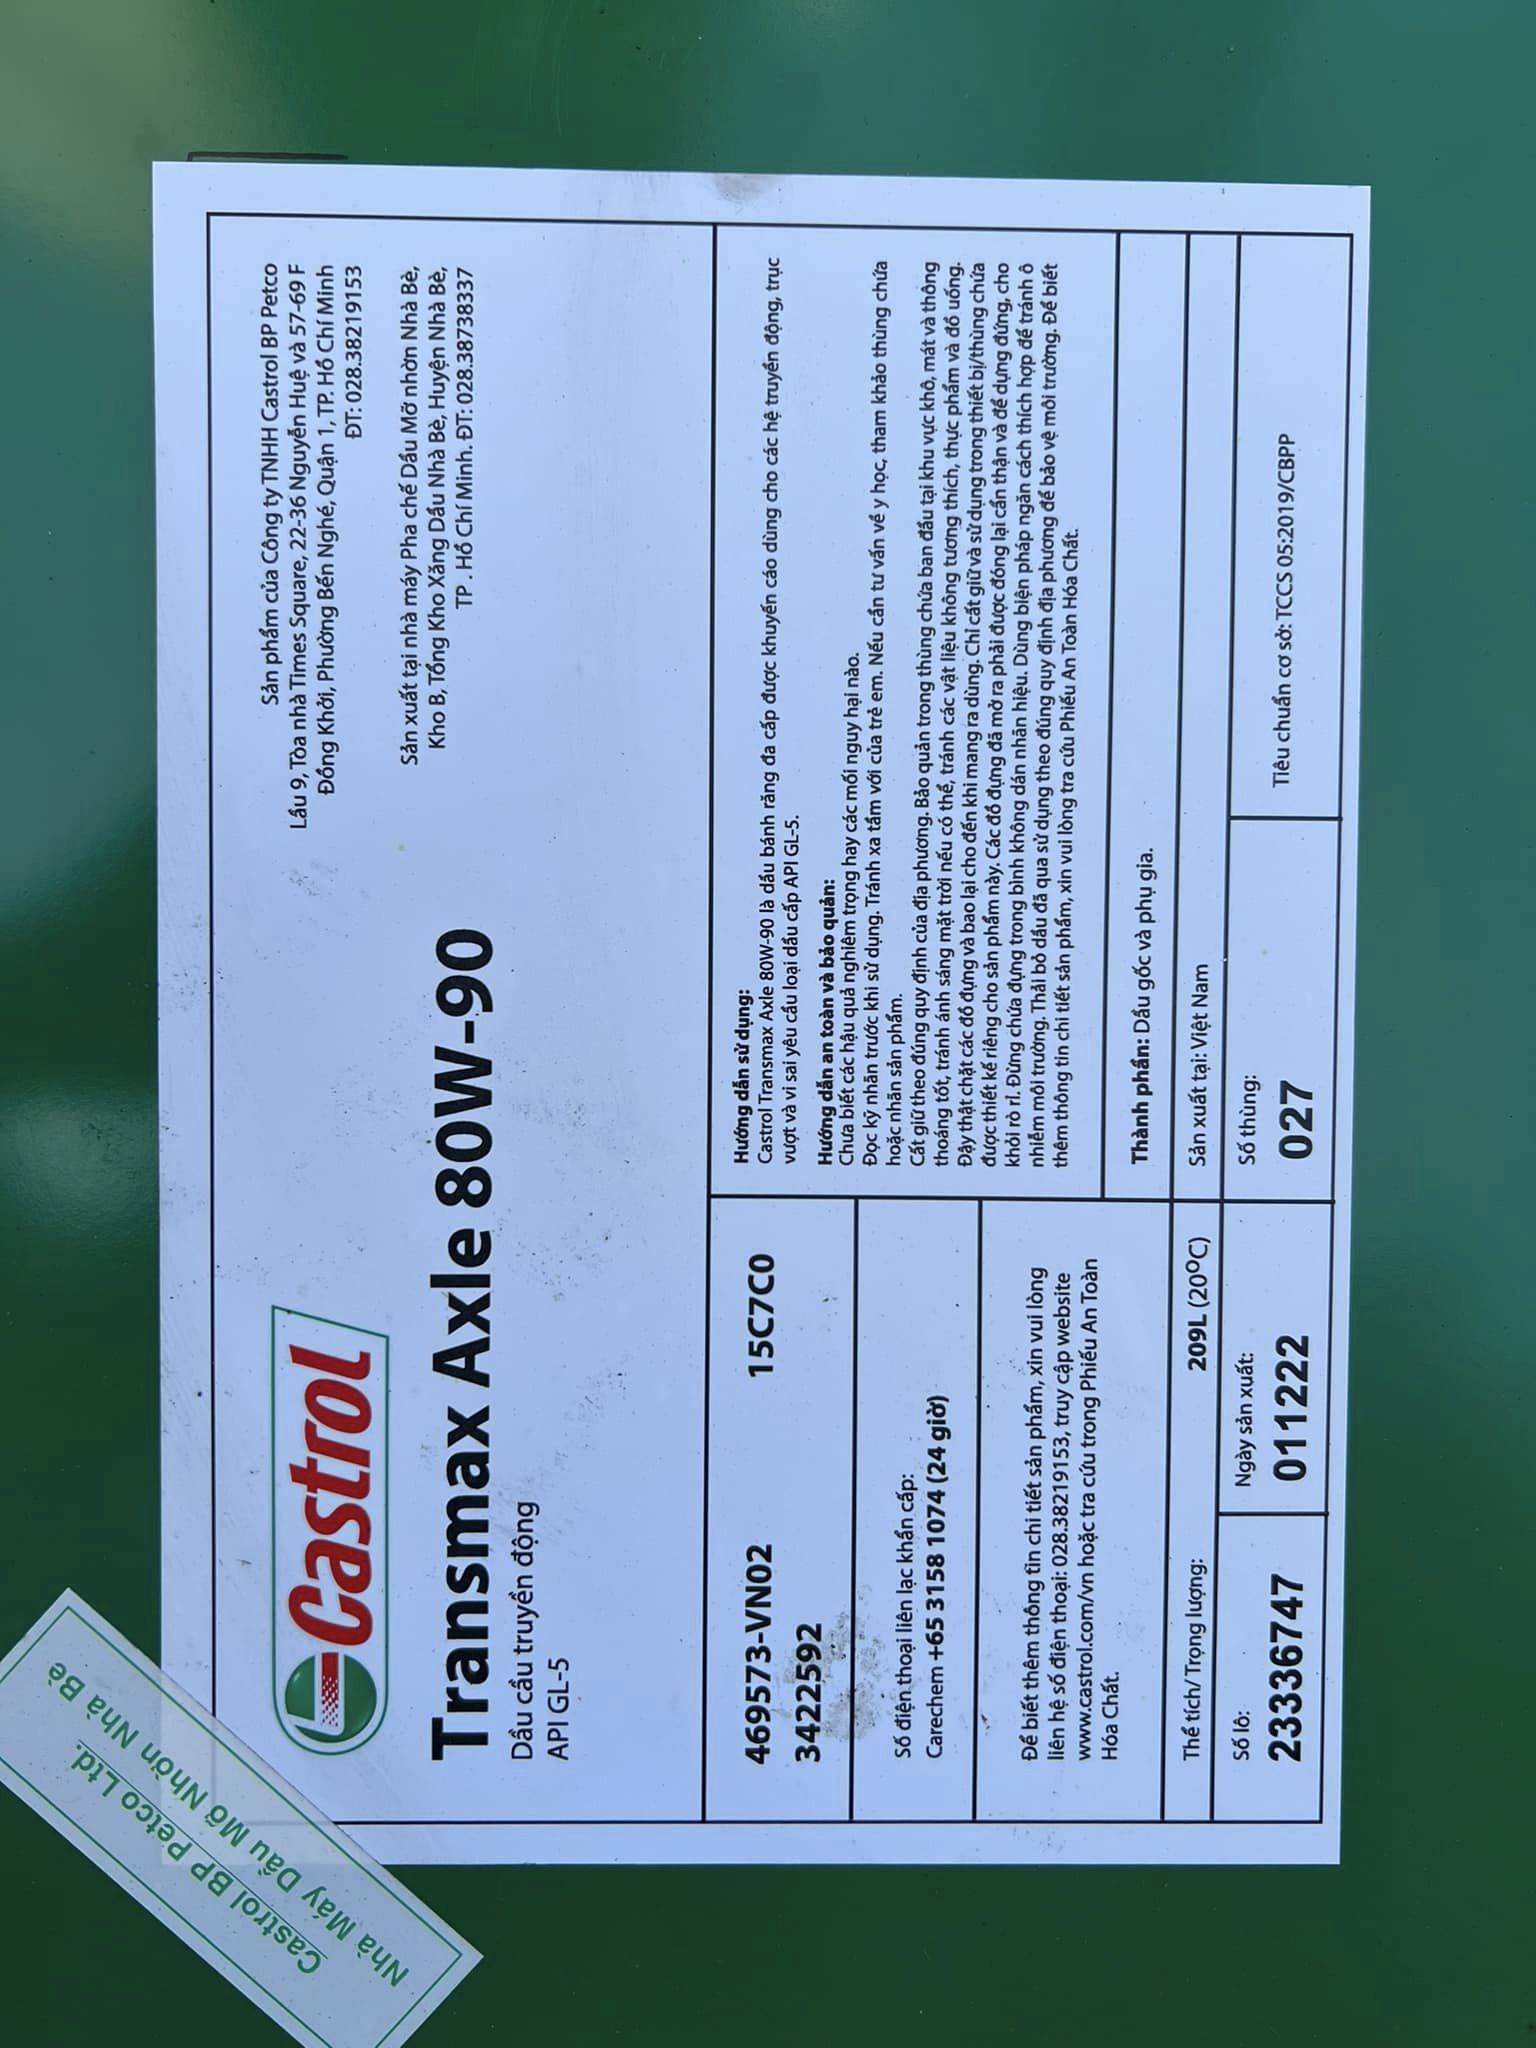 Castrol
Sản phẩm của Công ty TNHH Castrol BP Petco
Lầu 9, Tòa nhà Times Square, 22-36 Nguyễn Huệ và 57-69 F
Đồng Khởi, Phường Bến Nghé, Quận 1, TP. Hồ Chí Minh
ĐT: 028.38219153
Sản xuất tại nhà máy Pha chế Dầu Mỡ nhờn Nhà Bè,
Kho B, Tổng Kho Xăng Dầu Nhà Bè, Huyện Nhà Bè,
TP . Hồ Chí Minh. ĐT: 028.38738337
Transmax Axle 80W-90
Dầu cầu truyền động
API GL-5
469573-VN02 15C7C0
3422592
Số điện thoại liên lạc khẩn cấp:
Carechem +65 3158 1074 (24 giờ)
Để biết thêm thông tin chi tiết sản phẩm, xin vui lòng
liên hệ số điện thoại: 028.38219153, truy cập website
www.castrol.com/vn hoặc tra cứu trong Phiếu An Toàn
Hóa Chất.
Hướng dẫn sử dụng:
Castrol Transmax Axle 80W-90 là dầu bánh răng đa cấp được khuyến cáo dùng cho các hệ truyền động, trục
vượt và vi sai yêu cầu loại dầu cấp API GL-5.
Hướng dẫn an toàn và bảo quản:
Chưa biết các hậu quả nghiêm trọng hay các mối nguy hại nào.
Đọc kỹ nhãn trước khi sử dụng. Tránh xa tầm với của trẻ em. Nếu cần tư vấn về y học, tham khảo thùng chứa
hoặc nhãn sản phẩm.
Cất giữ theo đúng quy định của địa phương. Bảo quản trong thùng chứa ban đầu tại khu vực khô, mát và thông
thoáng tốt, tránh ánh sáng mặt trời nếu có thể, tránh các vật liệu không tương thích, thực phẩm và đồ uống.
Đậy thật chặt các đồ đựng và bao lại cho đến khi mang ra dùng. Chỉ cất giữ và sử dụng trong thiết bị/thùng chứa
được thiết kế riêng cho sản phẩm này. Các đồ đựng đã mở ra phải được đóng lại cẩn thận và để dựng đứng, cho
khỏi rò rỉ. Đừng chứa đựng trong bình không dán nhãn hiệu. Dùng biện pháp ngăn cách thích hợp để tránh ô
nhiễm môi trường. Thải bỏ dầu đã qua sử dụng theo đúng quy định địa phương để bảo vệ môi trường. Để biết
thêm thông tin chi tiết sản phẩm, xin vui lòng tra cứu Phiếu An Toàn Hóa Chất.
Thành phần: Dầu gốc và phụ gia.
Thể tích/Trọng lượng: 209L (20°C)
Sản xuất tại: Việt Nam
Số lô: Ngày sản xuất: Số thùng:
23336747 011222 027
Tiêu chuẩn cơ sở: TCCS 05:2019/CBPP
Castrol BP Petco Ltd.
Nhà Máy Dầu Mỡ Nhờn Nhà Bè